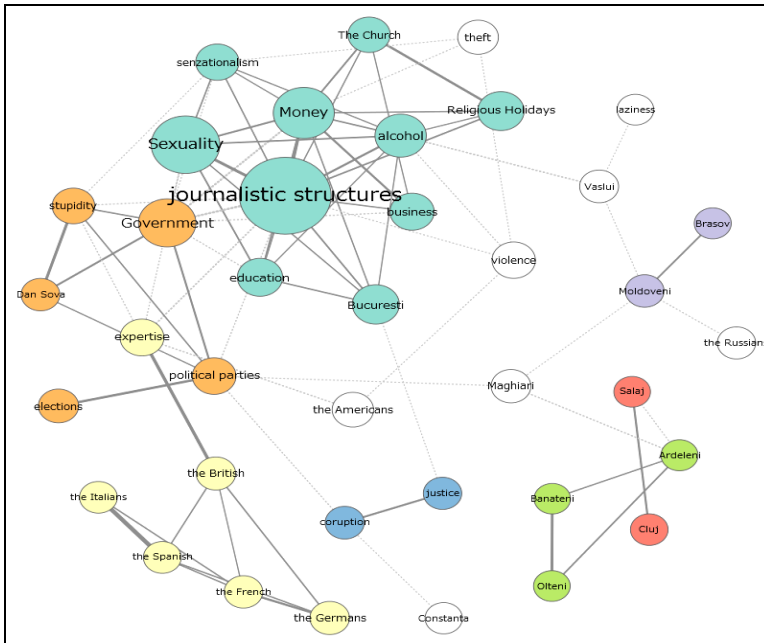 The Church
theft
senzationalism
Money
Religious Holidays
laziness
alcohol
Sexuality
Vaslui
journalistic structures
stupidity
business
Government
Brasov
violence
education
Moldoveni
Dan Sova
Bucuresti
expertise
the Russian
political parties
Maghiari
Salaj
elections
the Americans
Ardeleni
the British
the Italians
justice
Banateni
coruption
Cluj
the Spanish
Olteni
the French
the Germans
Constanta